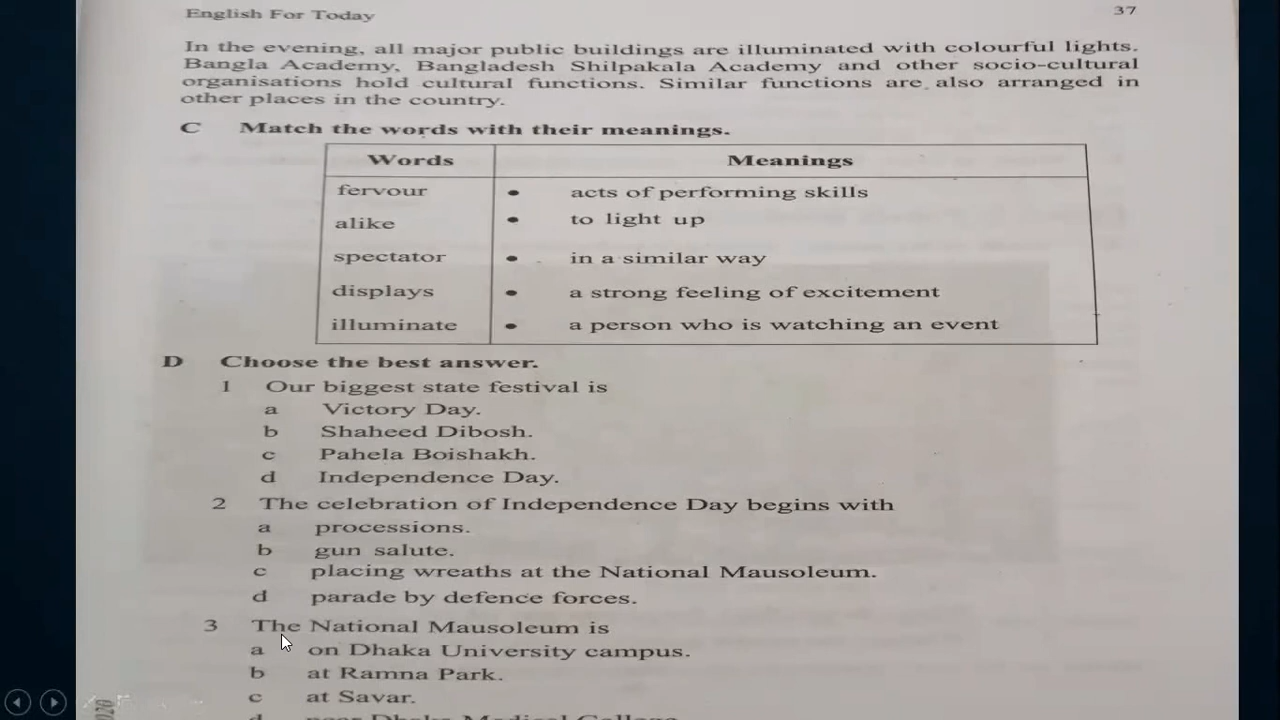 English For Today 37
In the evening, all major public buildings are illuminated with colourful lights.
Bangla Academy, Bangladesh Shilpakala Academy and other socio-cultural
organisations hold cultural functions. Similar functions are also arranged in
other places in the country.
C Match the words with their meanings.
Words Meanings
fervour • acts of performing skills
alike • to light up
spectator • in a similar way
displays • a strong feeling of excitement
illuminate • a person who is watching an event
D Choose the best answer.
1 Our biggest state festival is
a Victory Day.
b Shaheed Dibosh.
c Pahela Boishakh.
d Independence Day.
2 The celebration of Independence Day begins with
a processions.
b gun salute.
c placing wreaths at the National Mausoleum.
d parade by defence forces.
3 The National Mausoleum is
a on Dhaka University campus.
b at Ramna Park.
c at Savar.
d near Dhaka Medical College